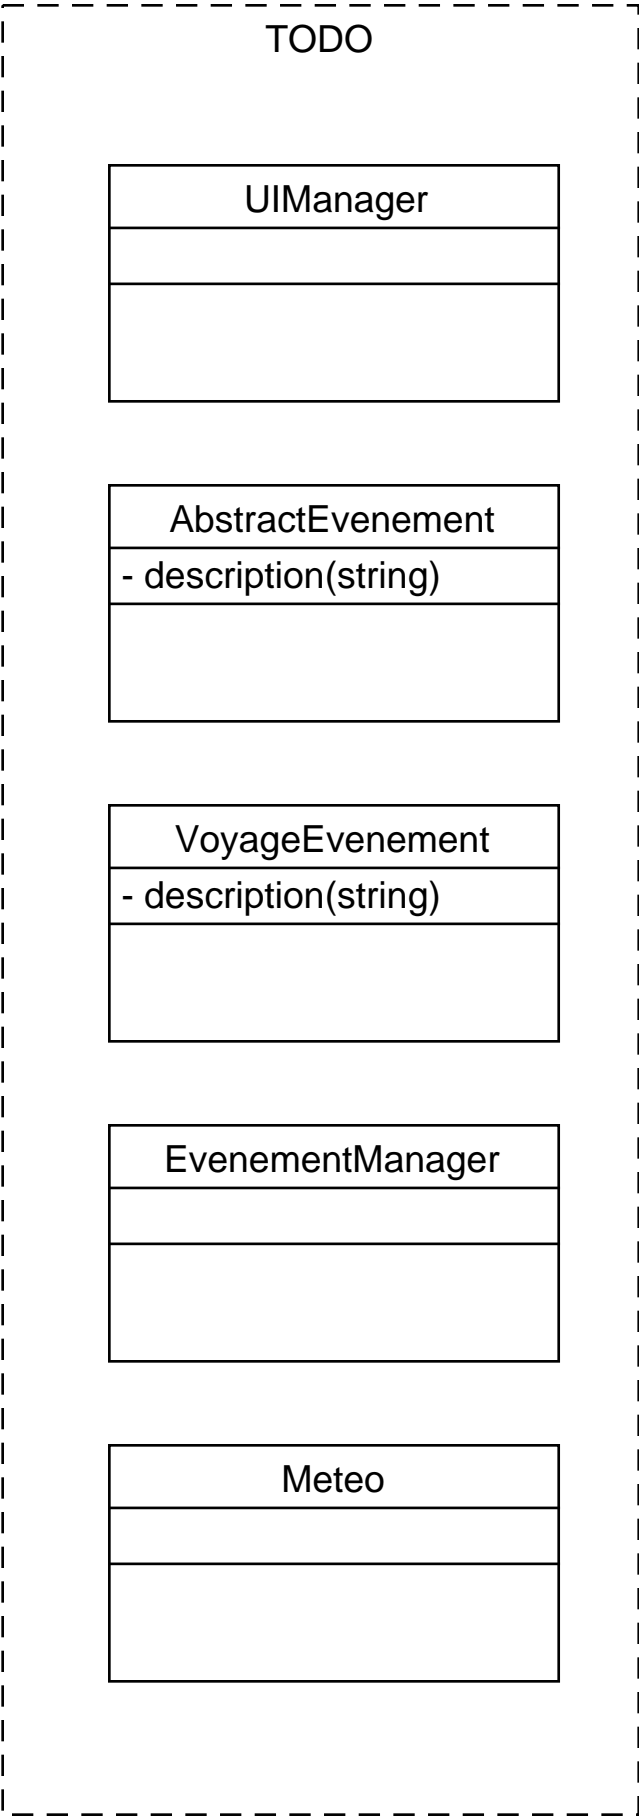 TODO
UIManager
AbstractEvenement
- description(string)
VoyageEvenement
- description(string)
EvenementManager
Meteo